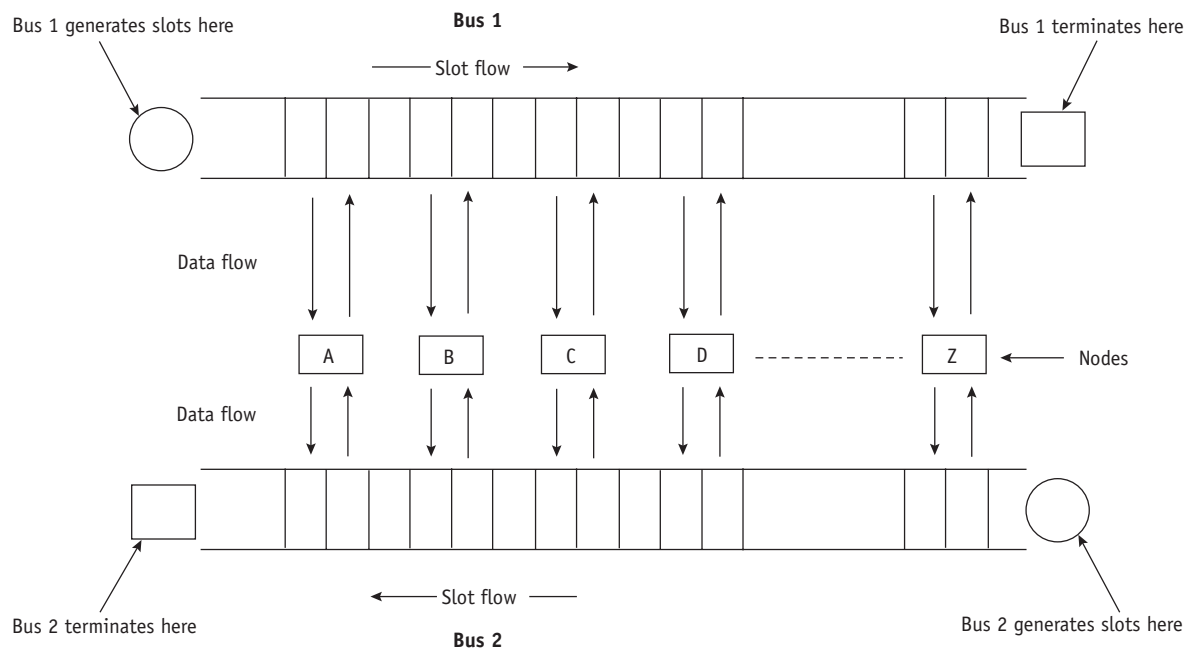 Bus 1
Bus 1 generates slots here
Bus 1 terminates here
Slot flow
Data flow
A
B
C
D
Z
Nodes
Data flow
Slot flow
Bus 2 terminates here
Bus 2 generates slots here
Bus 2